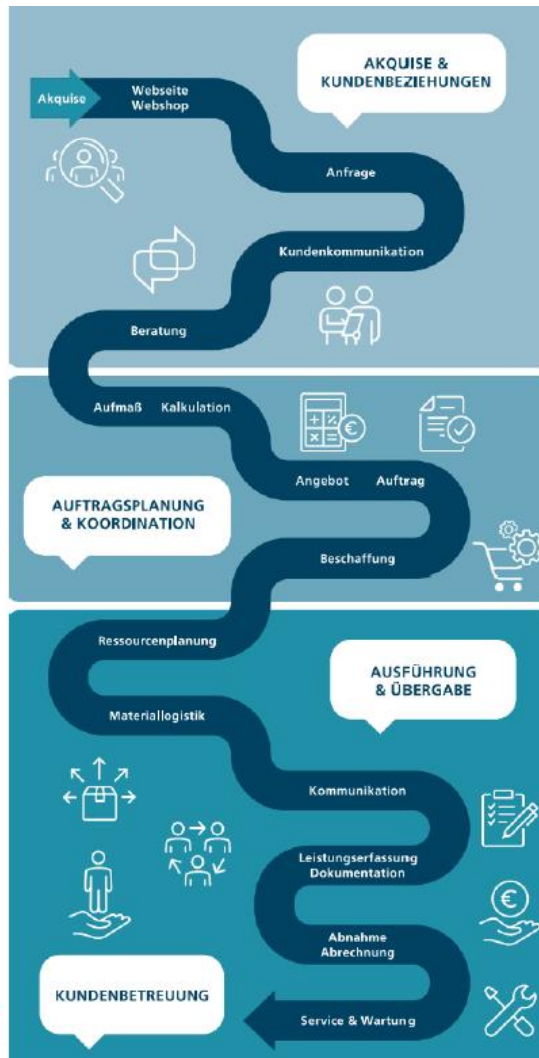 AKQUISE &
KUNDENBEZIEHUNGEN
Akquise
Webseite
Webshop
Anfrage
Kundenkommunikation
Beratung
Aufmaß Kalkulation
Angebot Auftrag
AUFTRAGSPLANUNG
& KOORDINATION
Beschaffung
Ressourcenplanung
AUSFÜHRUNG
& ÜBERGABE
Materiallogistik
Kommunikation
Leistungserfassung
Dokumentation
Abnahme
Abrechnung
KUNDENBETREUUNG
Service & Wartung